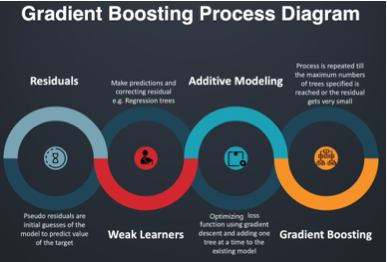 Gradient Boosting Process Diagram
Residuals
Pseudo residuals are
initial guesses of the
model to predict value
of the target
Make predictions and
correcting residual
e.g. Regression trees
Weak Learners
Additive Modeling
Optimizing loss
function using gradient
descent and adding one
tree at a time to the
existing model
Process is repeated till
the maximum numbers
of trees specified is
reached or the residual
gets very small
Gradient Boosting